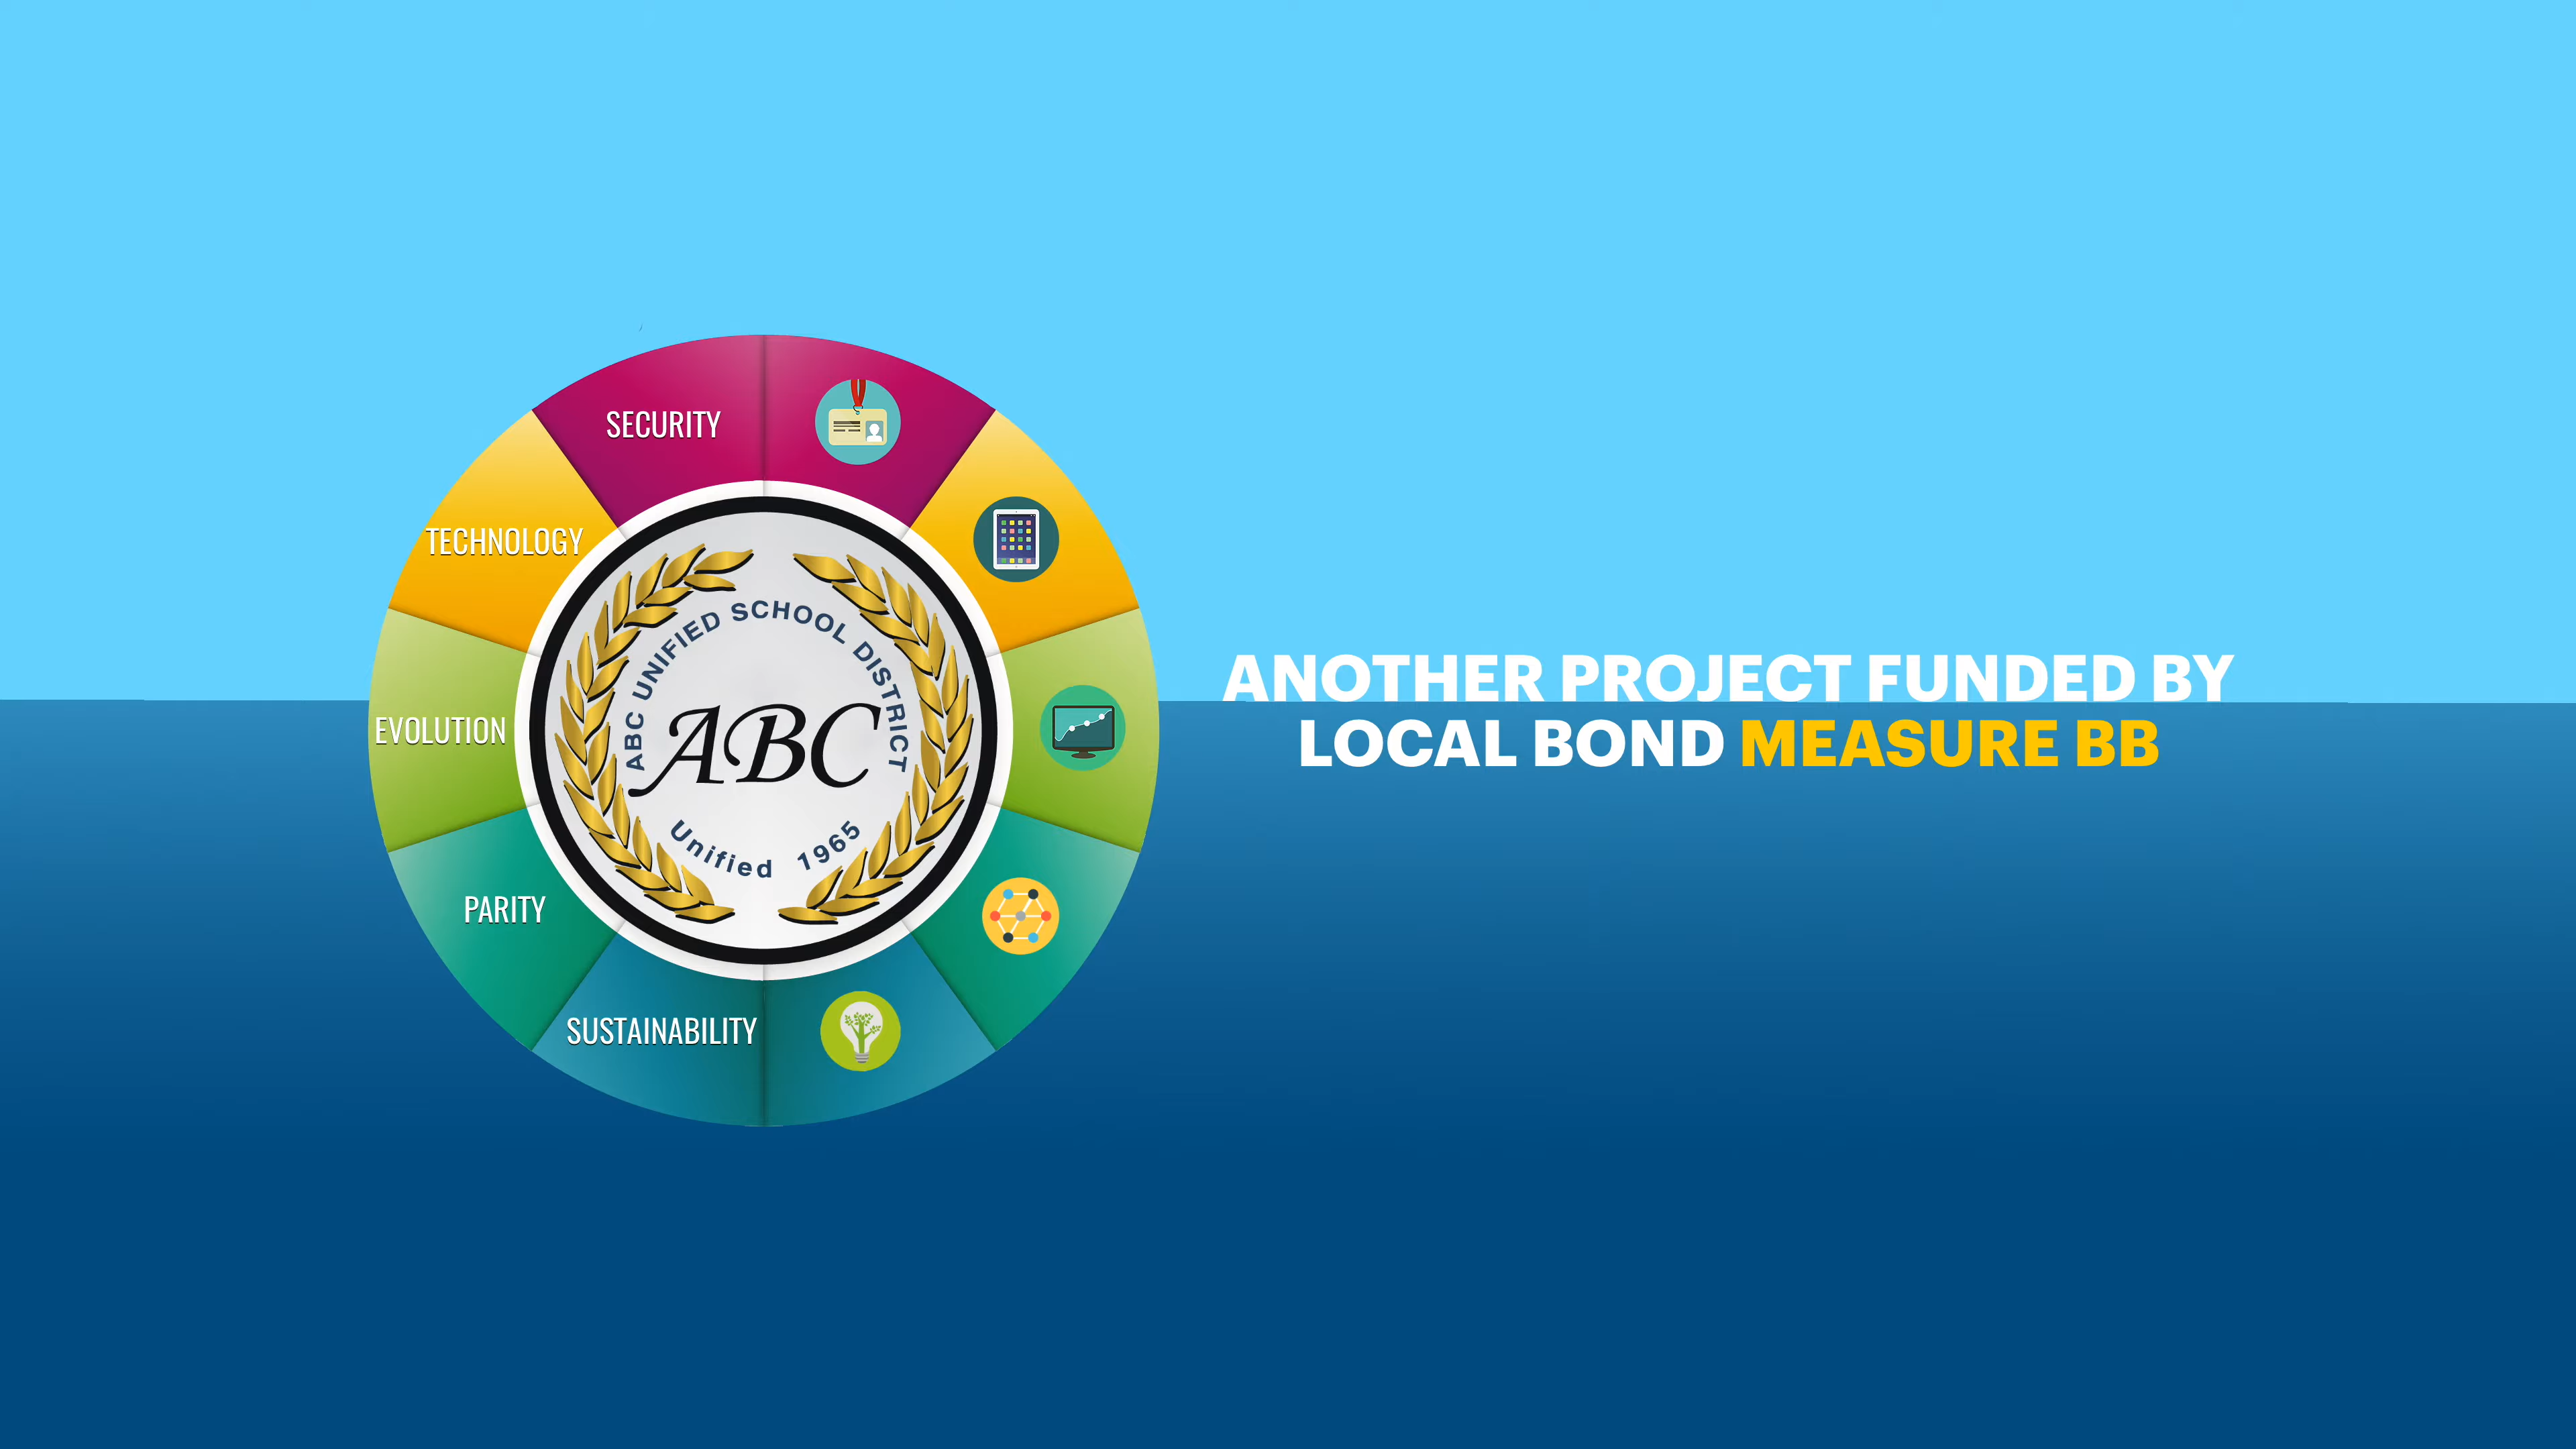 SECURITY
TECHNOLOGY
EVOLUTION
PARITY
SUSTAINABILITY
ABC UNIFIED SCHOOL DISTRICT
ABC
Unified 1965
ANOTHER PROJECT FUNDED BY
LOCAL BOND MEASURE BB